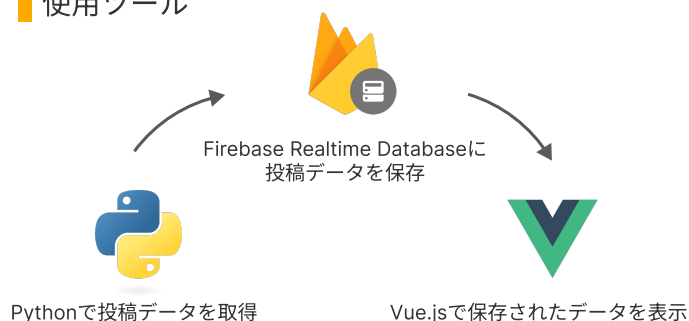 使用ツール
Firebase Realtime Databaseに
投稿データを保存
Pythonで投稿データを取得
Vue.jsで保存されたデータを表示